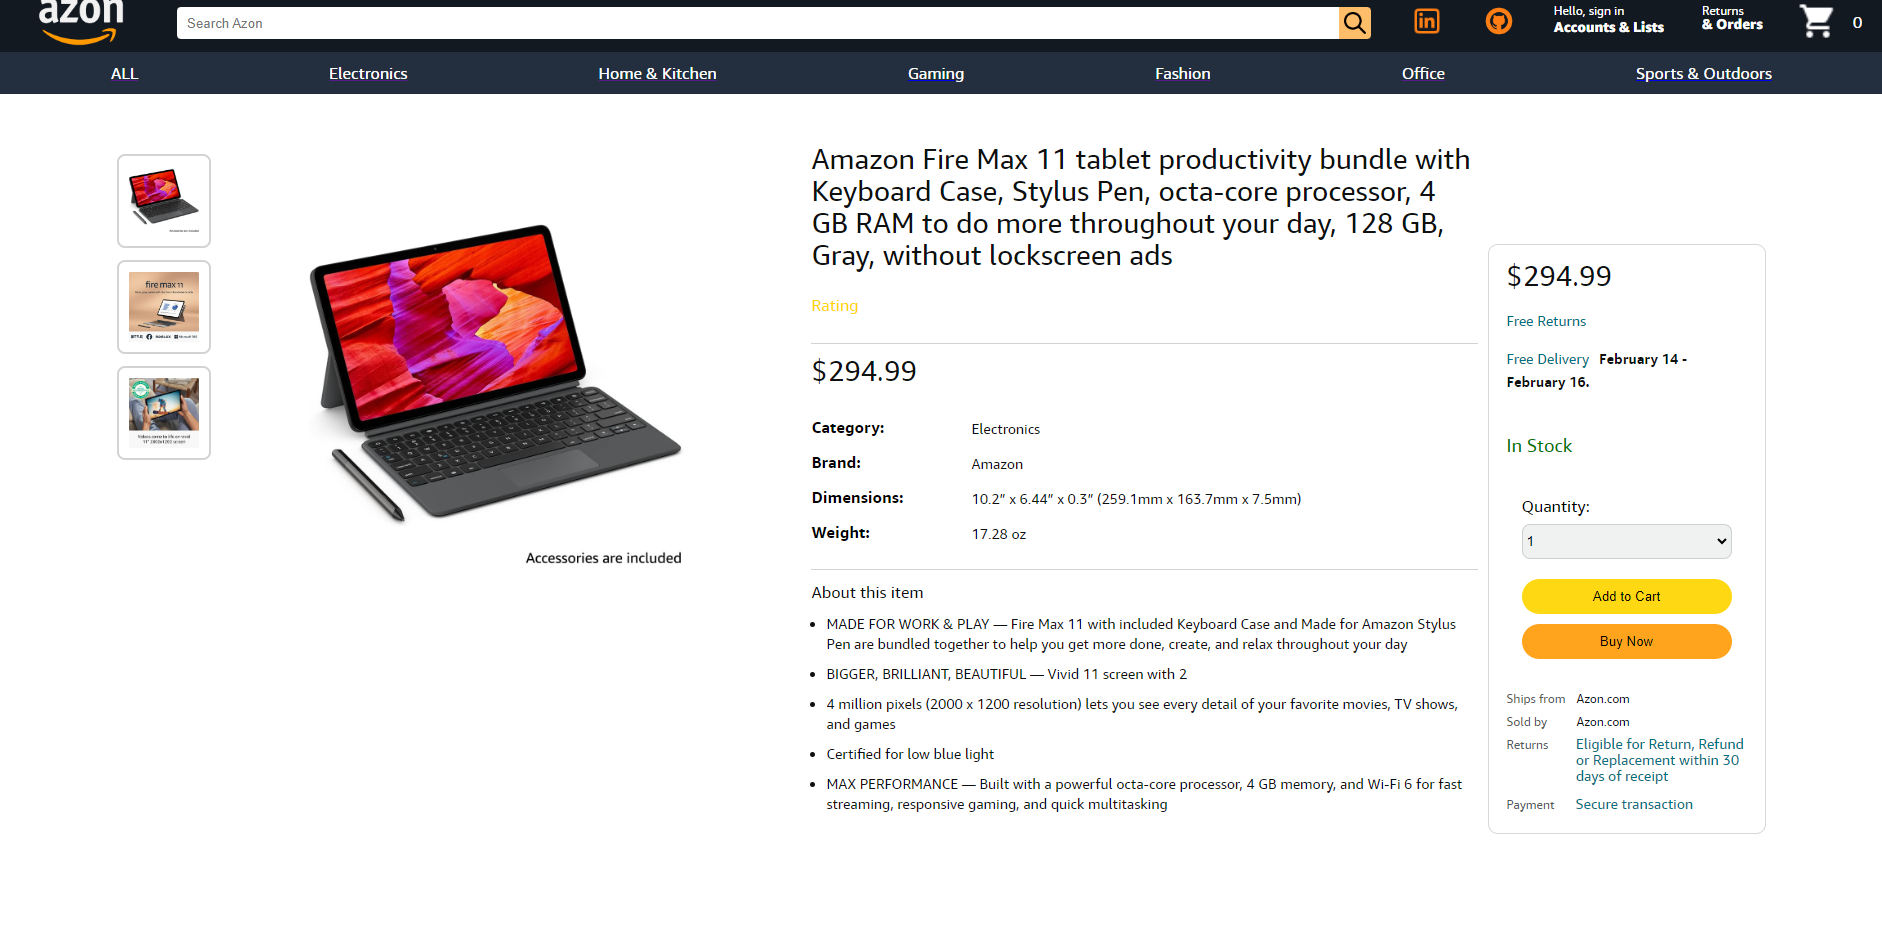 azon
Search Azon
Hello, sign in
Accounts & Lists
Returns
& Orders
0
ALL
Electronics
Home & Kitchen
Gaming
Fashion
Office
Sports & Outdoors
fire max 11
Accessories are included
Amazon Fire Max 11 tablet productivity bundle with
Keyboard Case, Stylus Pen, octa-core processor, 4
GB RAM to do more throughout your day, 128 GB,
Gray, without lockscreen ads
Rating
$294.99
Category:
Electronics
Brand:
Amazon
Dimensions:
10.2” x 6.44” x 0.3” (259.1mm x 163.7mm x 7.5mm)
Weight:
17.28 oz
About this item
MADE FOR WORK & PLAY — Fire Max 11 with included Keyboard Case and Made for Amazon Stylus
Pen are bundled together to help you get more done, create, and relax throughout your day
BIGGER, BRILLIANT, BEAUTIFUL — Vivid 11 screen with 2
4 million pixels (2000 x 1200 resolution) lets you see every detail of your favorite movies, TV shows,
and games
Certified for low blue light
MAX PERFORMANCE — Built with a powerful octa-core processor, 4 GB memory, and Wi-Fi 6 for fast
streaming, responsive gaming, and quick multitasking
$294.99
Free Returns
Free Delivery February 14 -
February 16.
In Stock
Quantity:
1
Add to Cart
Buy Now
Ships from Azon.com
Sold by Azon.com
Returns Eligible for Return, Refund
or Replacement within 30
days of receipt
Payment Secure transaction